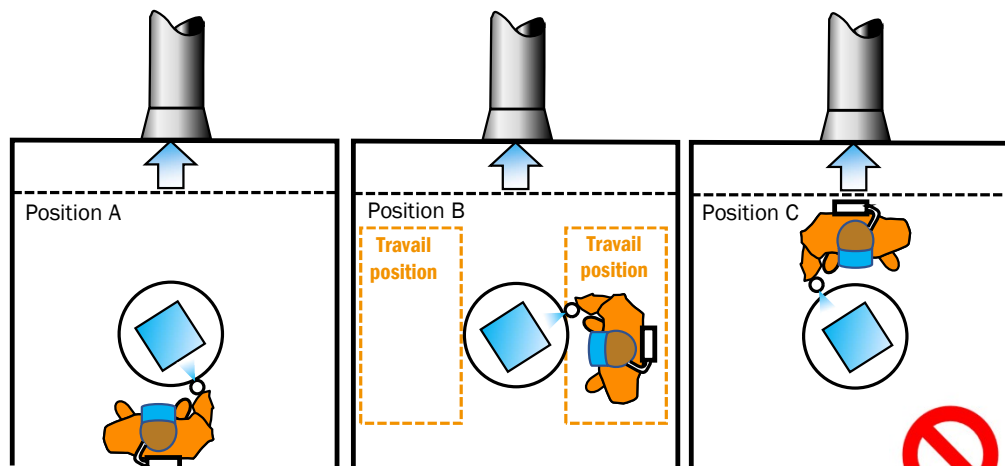 Position A
Position B
Travail
position
Travail
position
Position C